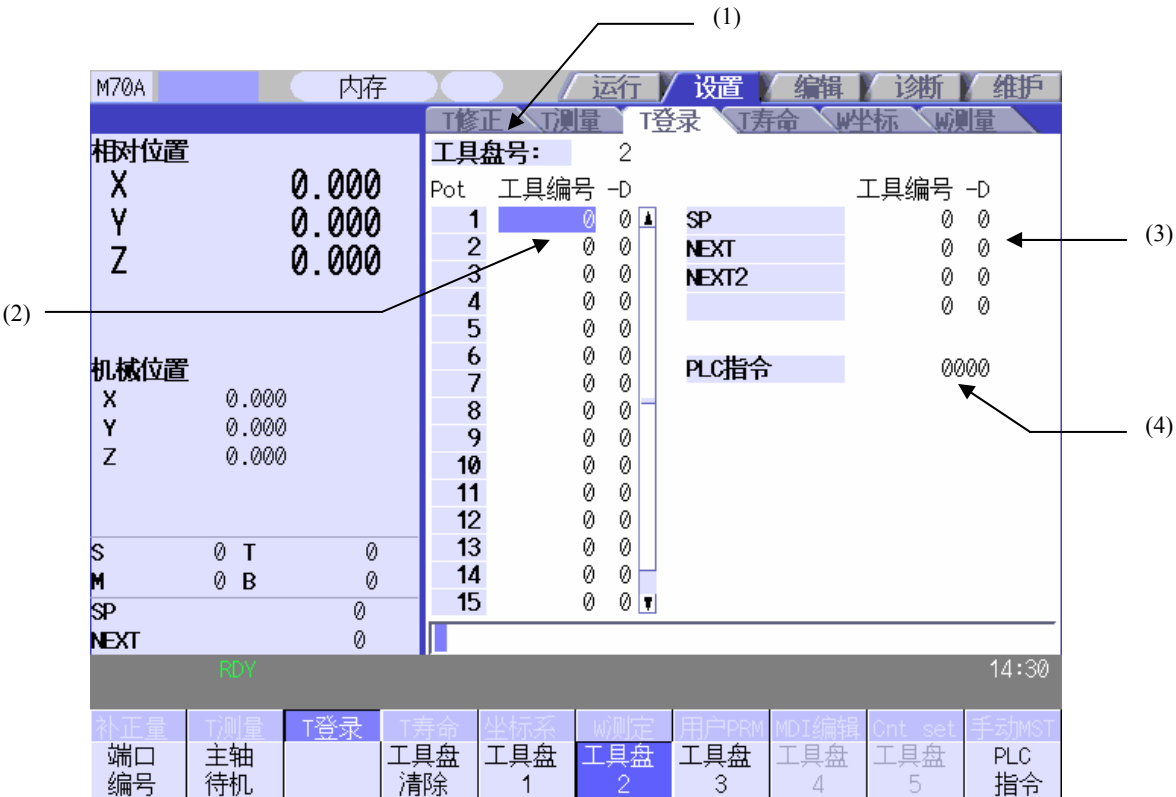 (1)
M70A 内存 运行 设置 编辑 诊断 维护
T修正 T测量 T登录 T寿命 W坐标 W测量
相对位置
X 0.000
Y 0.000
Z 0.000
机械位置
X 0.000
Y 0.000
Z 0.000
S 0 T 0
M 0 B 0
SP 0
NEXT 0
工具盘号: 2
Pot 工具编号 -D
1 0 0
2 0 0
3 0 0
4 0 0
5 0 0
6 0 0
7 0 0
8 0 0
9 0 0
10 0 0
11 0 0
12 0 0
13 0 0
14 0 0
15 0 0
工具编号 -D
SP 0 0
NEXT 0 0
NEXT2 0 0
0 0
PLC指令 0000
(2)
(3)
(4)
RDY 14:30
补正量 T测量 T登录 T寿命 坐标系 W测定 用户PRM MDI编辑 Cnt set 手动MST
端口 主轴 工具盘 工具盘 工具盘 工具盘 工具盘 工具盘 PLC
编号 待机 清除 1 2 3 4 5 指令